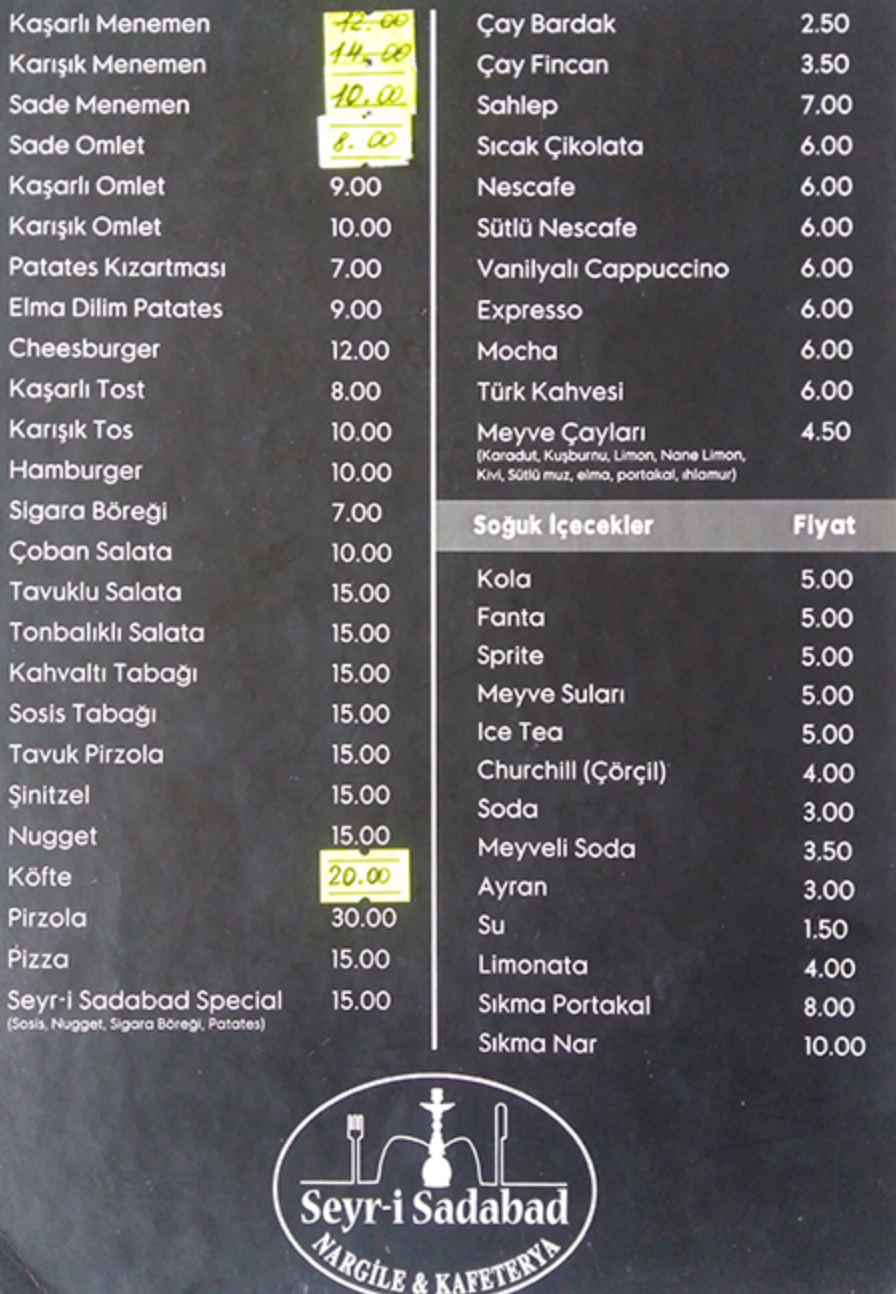 Kaşarlı Menemen 12.00
Karışık Menemen 14.00
Sade Menemen 10.00
Sade Omlet 8.00
Kaşarlı Omlet 9.00
Karışık Omlet 10.00
Patates Kızartması 7.00
Elma Dilim Patates 9.00
Cheesburger 12.00
Kaşarlı Tost 8.00
Karışık Tos 10.00
Hamburger 10.00
Sigara Böreği 7.00
Çoban Salata 10.00
Tavuklu Salata 15.00
Tonbalıklı Salata 15.00
Kahvaltı Tabağı 15.00
Sosis Tabağı 15.00
Tavuk Pirzola 15.00
Şinitzel 15.00
Nugget 15.00
Köfte 20.00
Pirzola 30.00
Pizza 15.00
Seyr-i Sadabad Special 15.00
(Sosis, Nugget, Sigara Böreği, Patates)
Çay Bardak 2.50
Çay Fincan 3.50
Sahlep 7.00
Sıcak Çikolata 6.00
Nescafe 6.00
Sütlü Nescafe 6.00
Vanilyalı Cappuccino 6.00
Expresso 6.00
Mocha 6.00
Türk Kahvesi 6.00
Meyve Çayları 4.50
(Karadut, Kuşburnu, Limon, Nane Limon,
Kivi, Sütlü muz, elma, portakal, ıhlamur)
Soğuk İçecekler Fiyat
Kola 5.00
Fanta 5.00
Sprite 5.00
Meyve Suları 5.00
Ice Tea 5.00
Churchill (Çörçil) 4.00
Soda 3.00
Meyveli Soda 3.50
Ayran 3.00
Su 1.50
Limonata 4.00
Sıkma Portakal 8.00
Sıkma Nar 10.00
Seyr-i Sadabad
NARGİLE & KAFETERYA